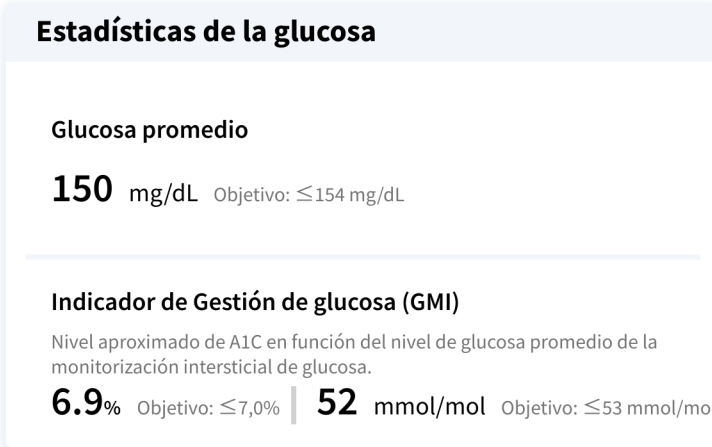 Estadísticas de la glucosa
Glucosa promedio
150 mg/dL Objetivo: ≤154 mg/dL
Indicador de Gestión de glucosa (GMI)
Nivel aproximado de A1C en función del nivel de glucosa promedio de la
monitorización intersticial de glucosa.
6.9% Objetivo: ≤7,0% | 52 mmol/mol Objetivo: ≤53 mmol/mo